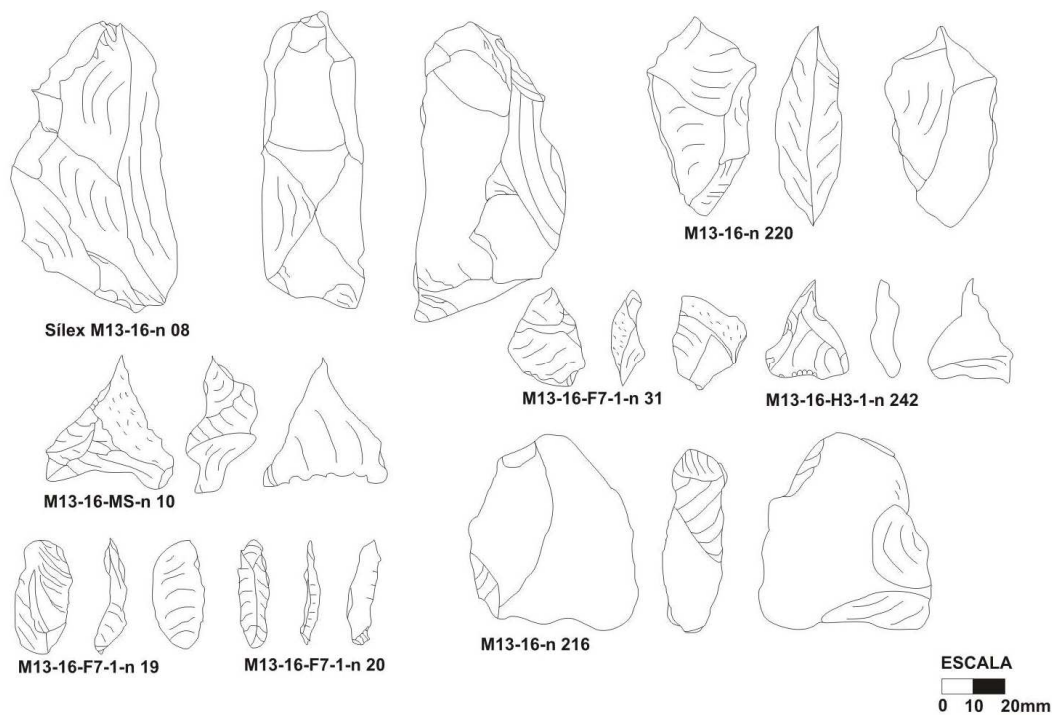 M13-16-n 220
Sílex M13-16-n 08
M13-16-F7-1-n 31
M13-16-H3-1-n 242
M13-16-MS-n 10
M13-16-n 216
M13-16-F7-1-n 19
M13-16-F7-1-n 20
ESCALA
0 10 20mm